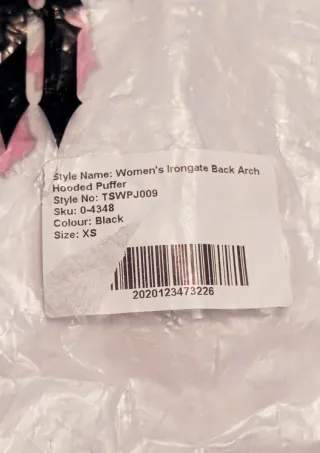 Style Name: Women's Irongate Back Arch
Hooded Puffer
Style No: TSWPJ009
Sku: 0-4348
Colour: Black
Size: XS
2020123473226